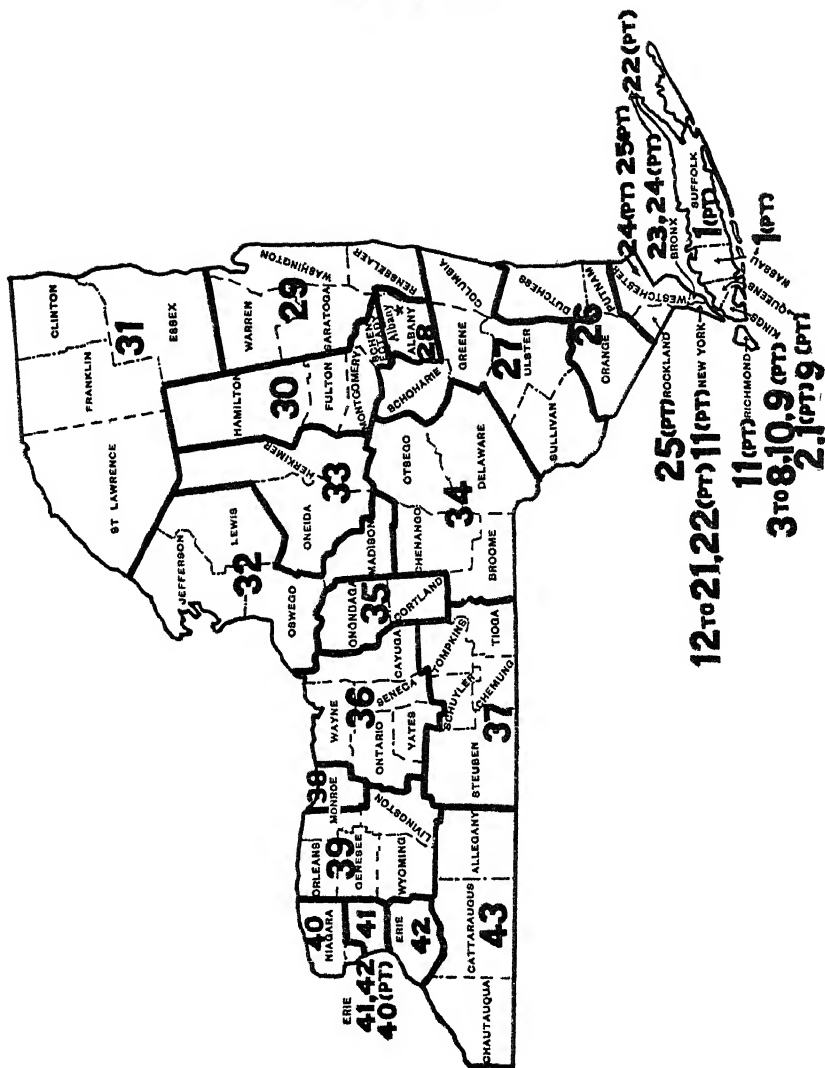 CLINTON
FRANKLIN
31
ESSEX
ST LAWRENCE
WARREN
WASHINGTON
29
SARATOGA
HAMILTON
30
FULTON
MONTGOMERY
SCHEN-
ECTADY
Albany
ALBANY
28
RENSSELAER
HERKIMER
33
ONEIDA
MADISON
JEFFERSON
LEWIS
32
OSWEGO
SCHOHARIE
OTSEGO
34
DELAWARE
CHENANGO
BROOME
GREENE
COLUMBIA
27
ULSTER
SULLIVAN
DUTCHESS
PUTNAM
26
ORANGE
ONONDAGA
35
CORTLAND
CAYUGA
WAYNE
36
SENECA
ONTARIO
YATES
TOMPKINS
SCHUYLER
CHEMUNG
TIOGA
37
STEUBEN
38
MONROE
LIVINGSTON
ORLEANS
39
GENESEE
WYOMING
ALLEGANY
40
NIAGARA
41
ERIE
42
ERIE
41,42
40(PT)
CATTARAUGUS
43
CHAUTAUQUA
WESTCHESTER
24(PT) 25(PT)
23,24(PT)
BRONX
22(PT)
SUFFOLK
1(PT)
NASSAU-1(PT)
QUEENS
KINGS
25(PT)ROCKLAND
12 TO 21,22(PT) 11(PT)NEW YORK
11(PT)RICHMOND
3 TO 8,10,9(PT)
2,1(PT)9(PT)